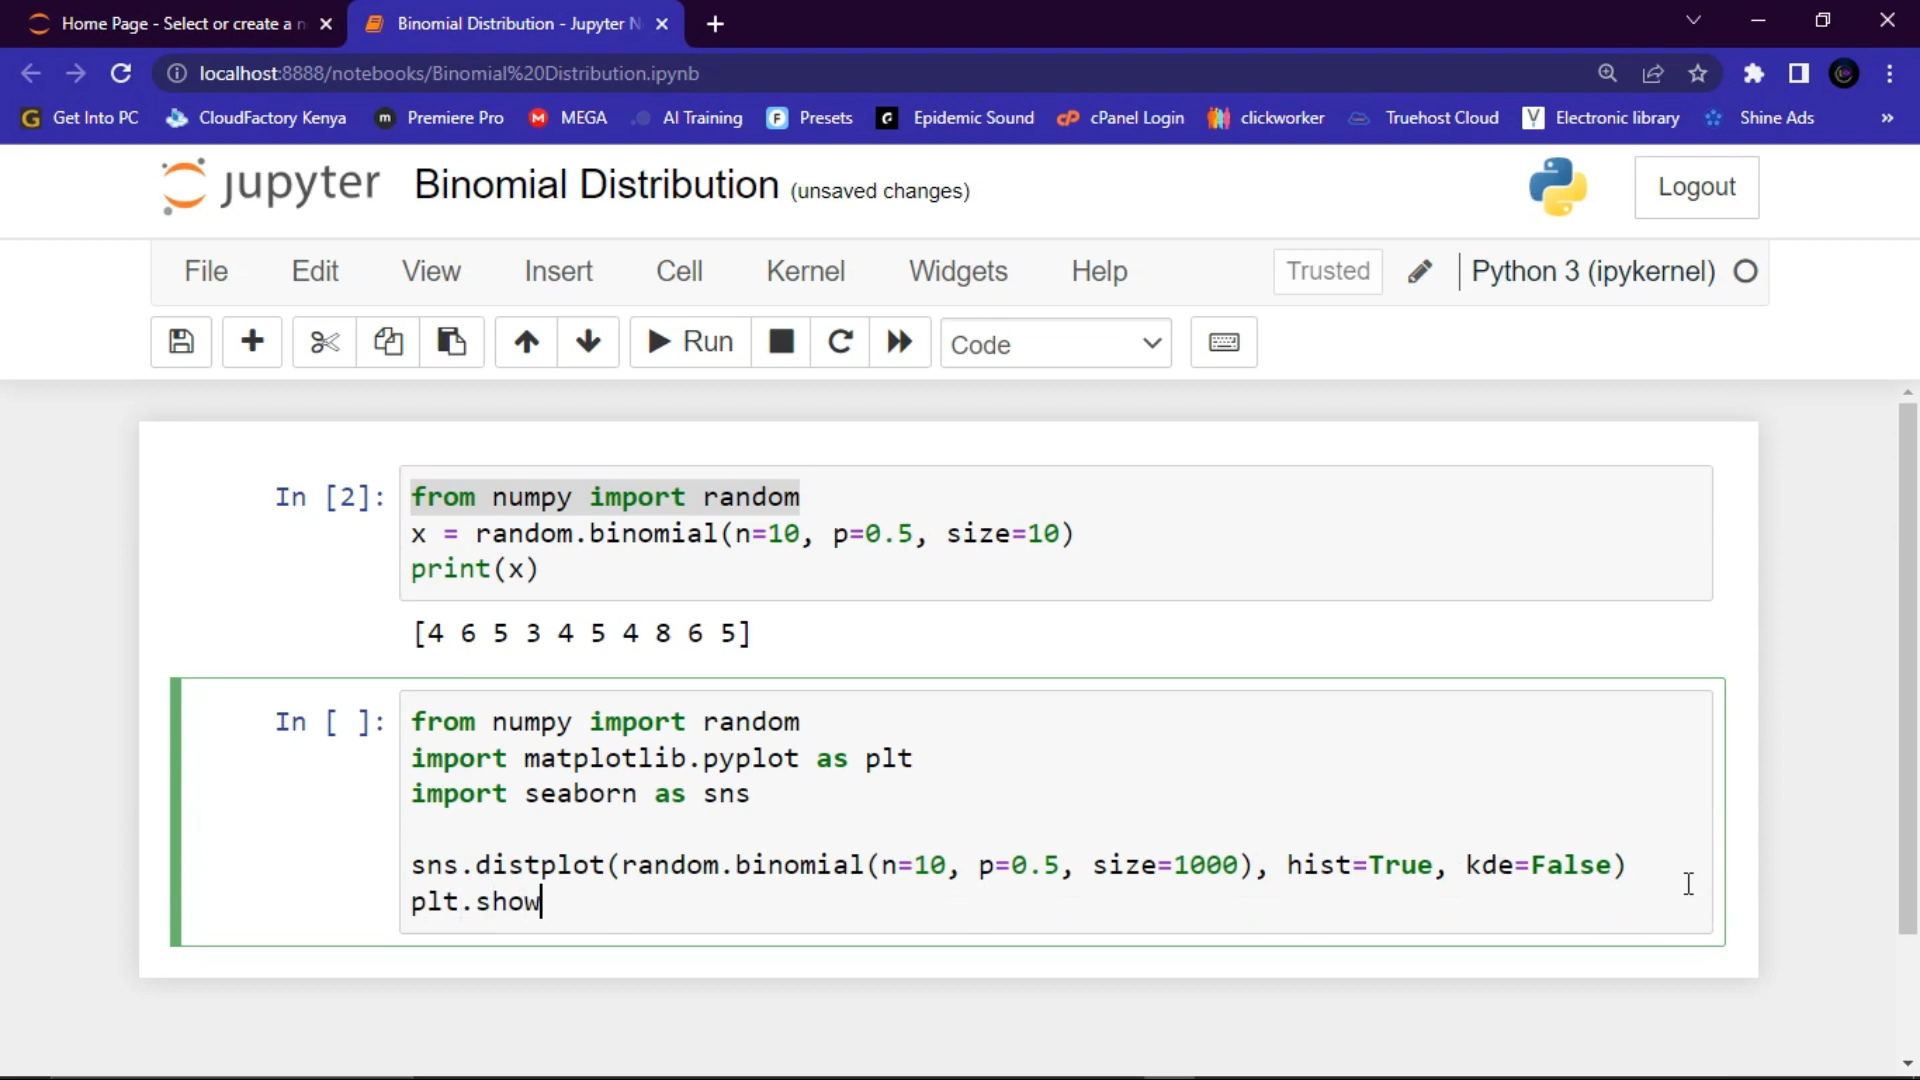 Home Page - Select or create a n
Binomial Distribution - Jupyter N
localhost:8888/notebooks/Binomial%20Distribution.ipynb
Get Into PC CloudFactory Kenya Premiere Pro MEGA AI Training Presets Epidemic Sound cPanel Login clickworker Truehost Cloud Electronic library Shine Ads »
jupyter Binomial Distribution (unsaved changes) Logout
File Edit View Insert Cell Kernel Widgets Help Trusted Python 3 (ipykernel)
Run Code
In [2]: from numpy import random
x = random.binomial(n=10, p=0.5, size=10)
print(x)
[4 6 5 3 4 5 4 8 6 5]
In [ ]: from numpy import random
import matplotlib.pyplot as plt
import seaborn as sns
sns.distplot(random.binomial(n=10, p=0.5, size=1000), hist=True, kde=False)
plt.show